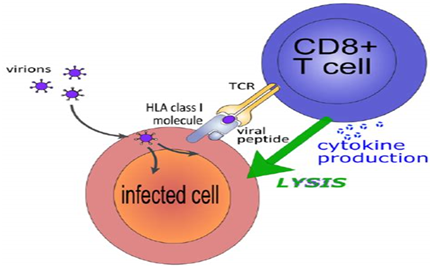 CD8+
T cell
virions
TCR
HLA class I
molecule
viral
peptide
cytokine
production
LYSIS
infected cell